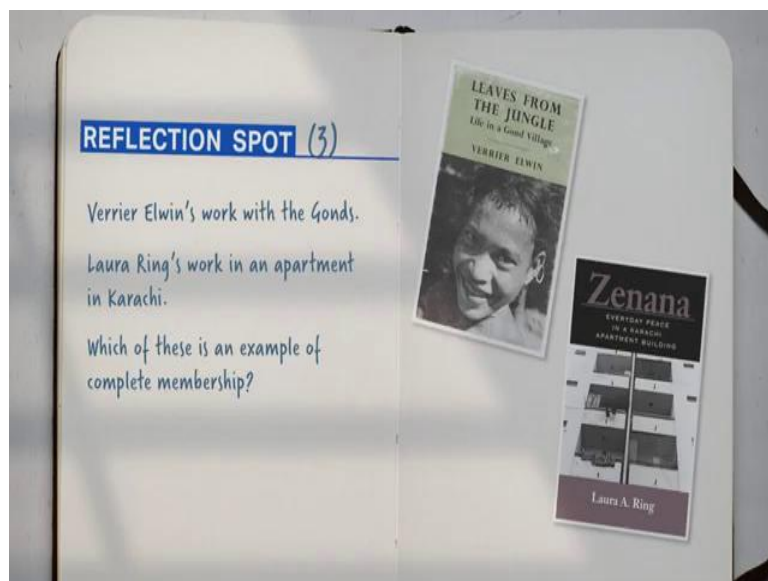 REFLECTION SPOT (3)
Verrier Elwin's work with the Gonds.
Laura Ring's work in an apartment
in Karachi.
Which of these is an example of
complete membership?
LEAVES FROM
THE JUNGLE
Life in a Gond Village
VERRIER ELWIN
Zenana
EVERYDAY PEACE
IN A KARACHI
APARTMENT BUILDING
Laura A. Ring